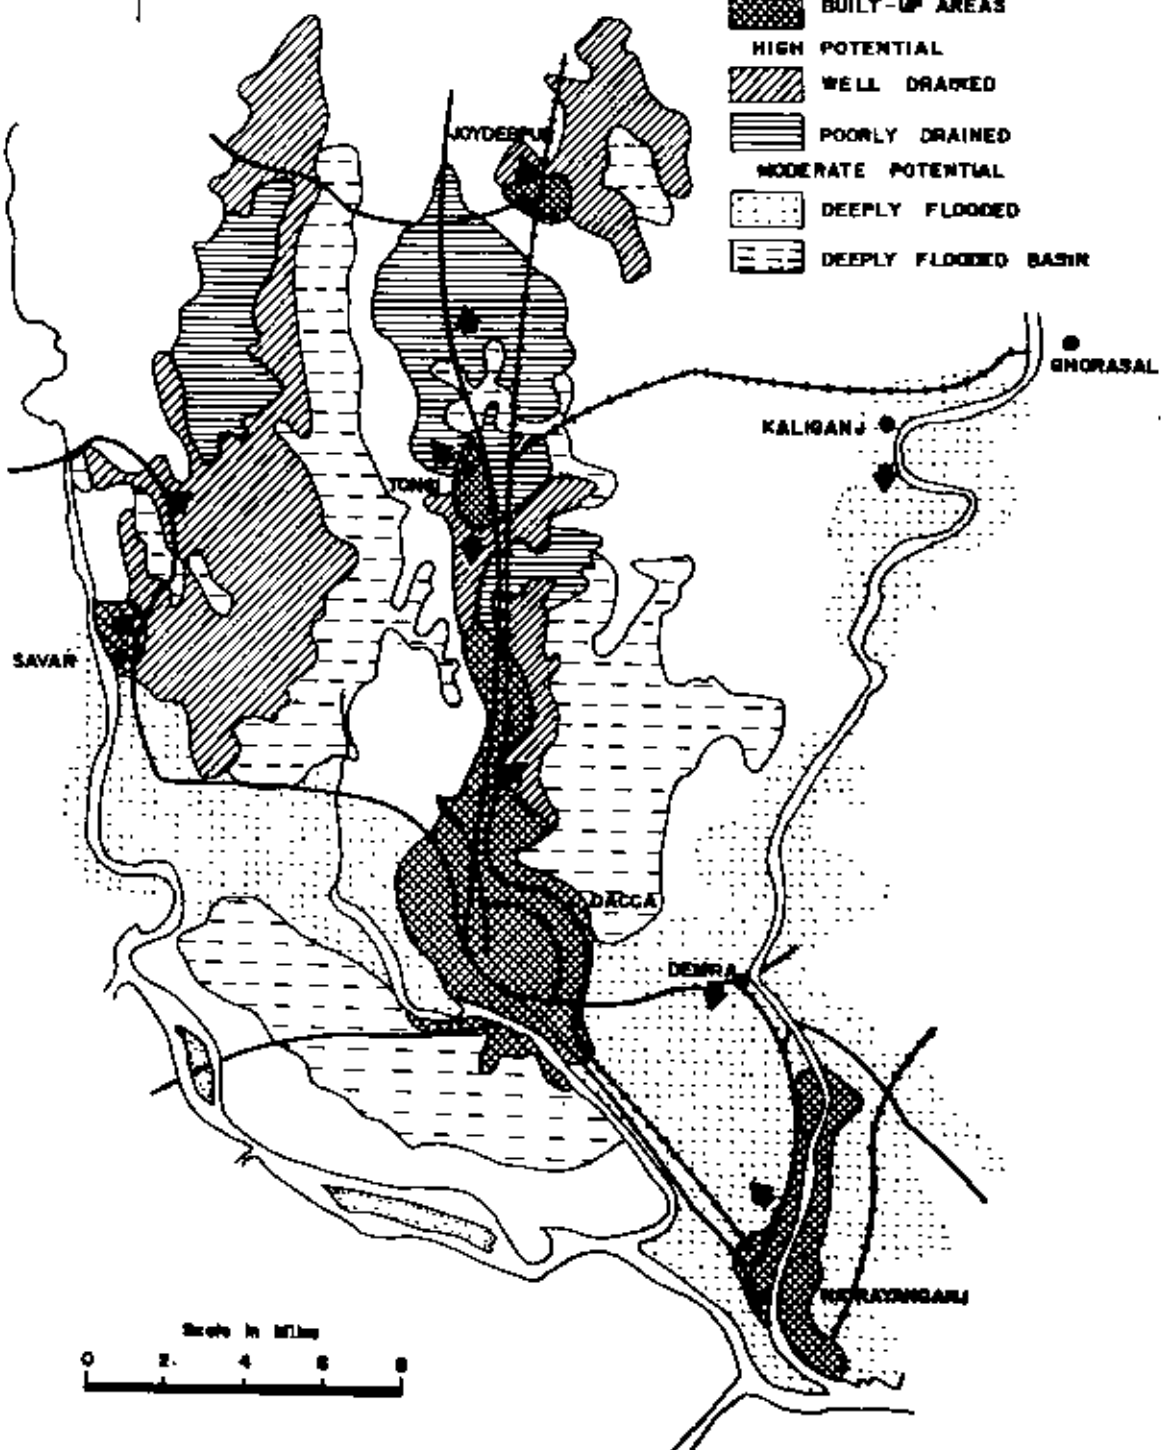 BUILT-UP AREAS
HIGH POTENTIAL
WELL DRAINED
POORLY DRAINED
MODERATE POTENTIAL
DEEPLY FLOODED
DEEPLY FLOODED BASIN
JOYDEBPUR
GHORASAL
KALIGANJ
TONGI
SAVAR
DACCA
DEMRA
NARAYANGANJ
Scale in Miles
0 2 4 6 8